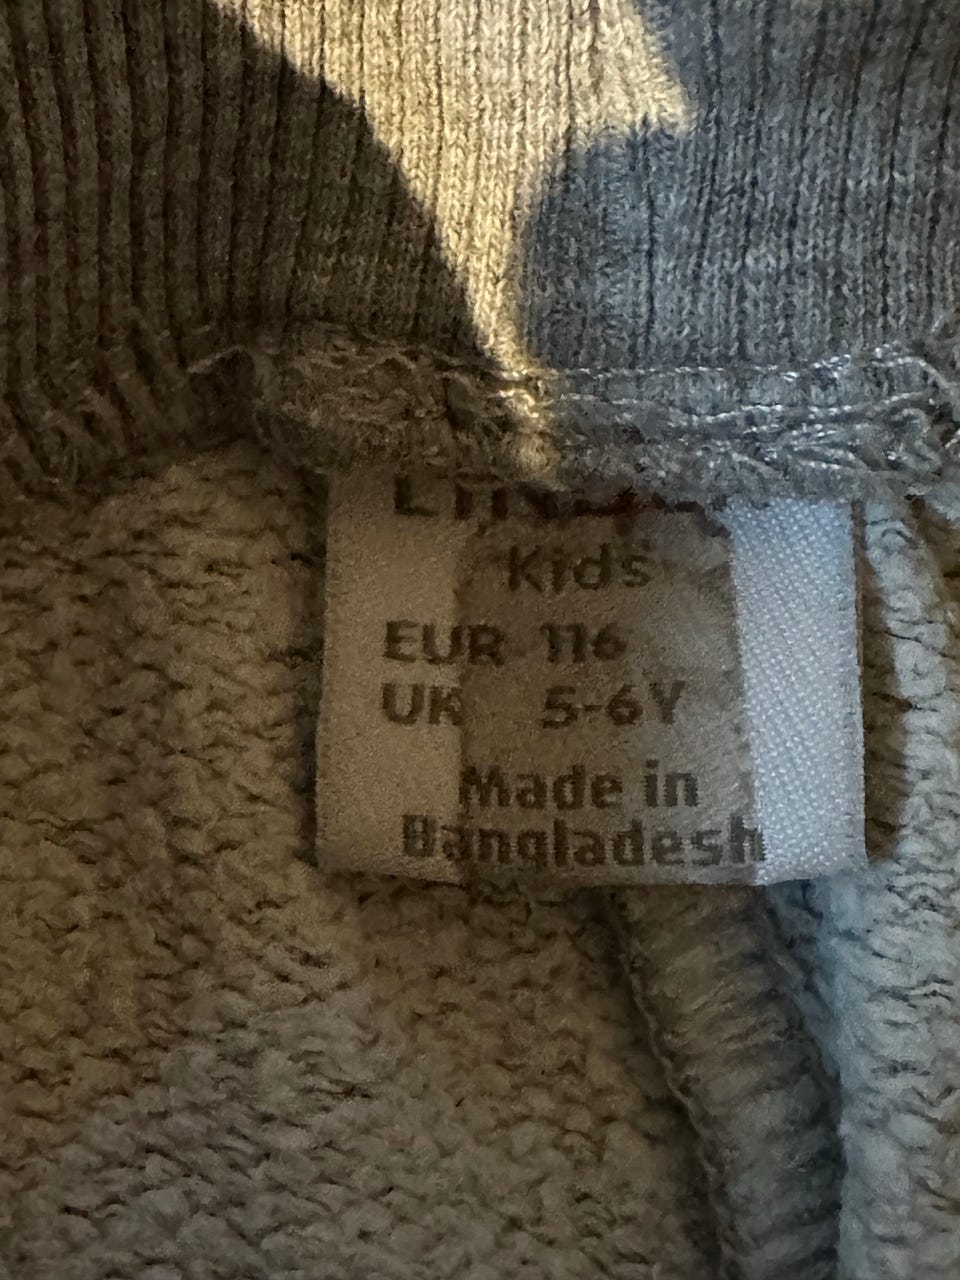 Kids
EUR 116
UK 5-6Y
Made in
Bangladesh